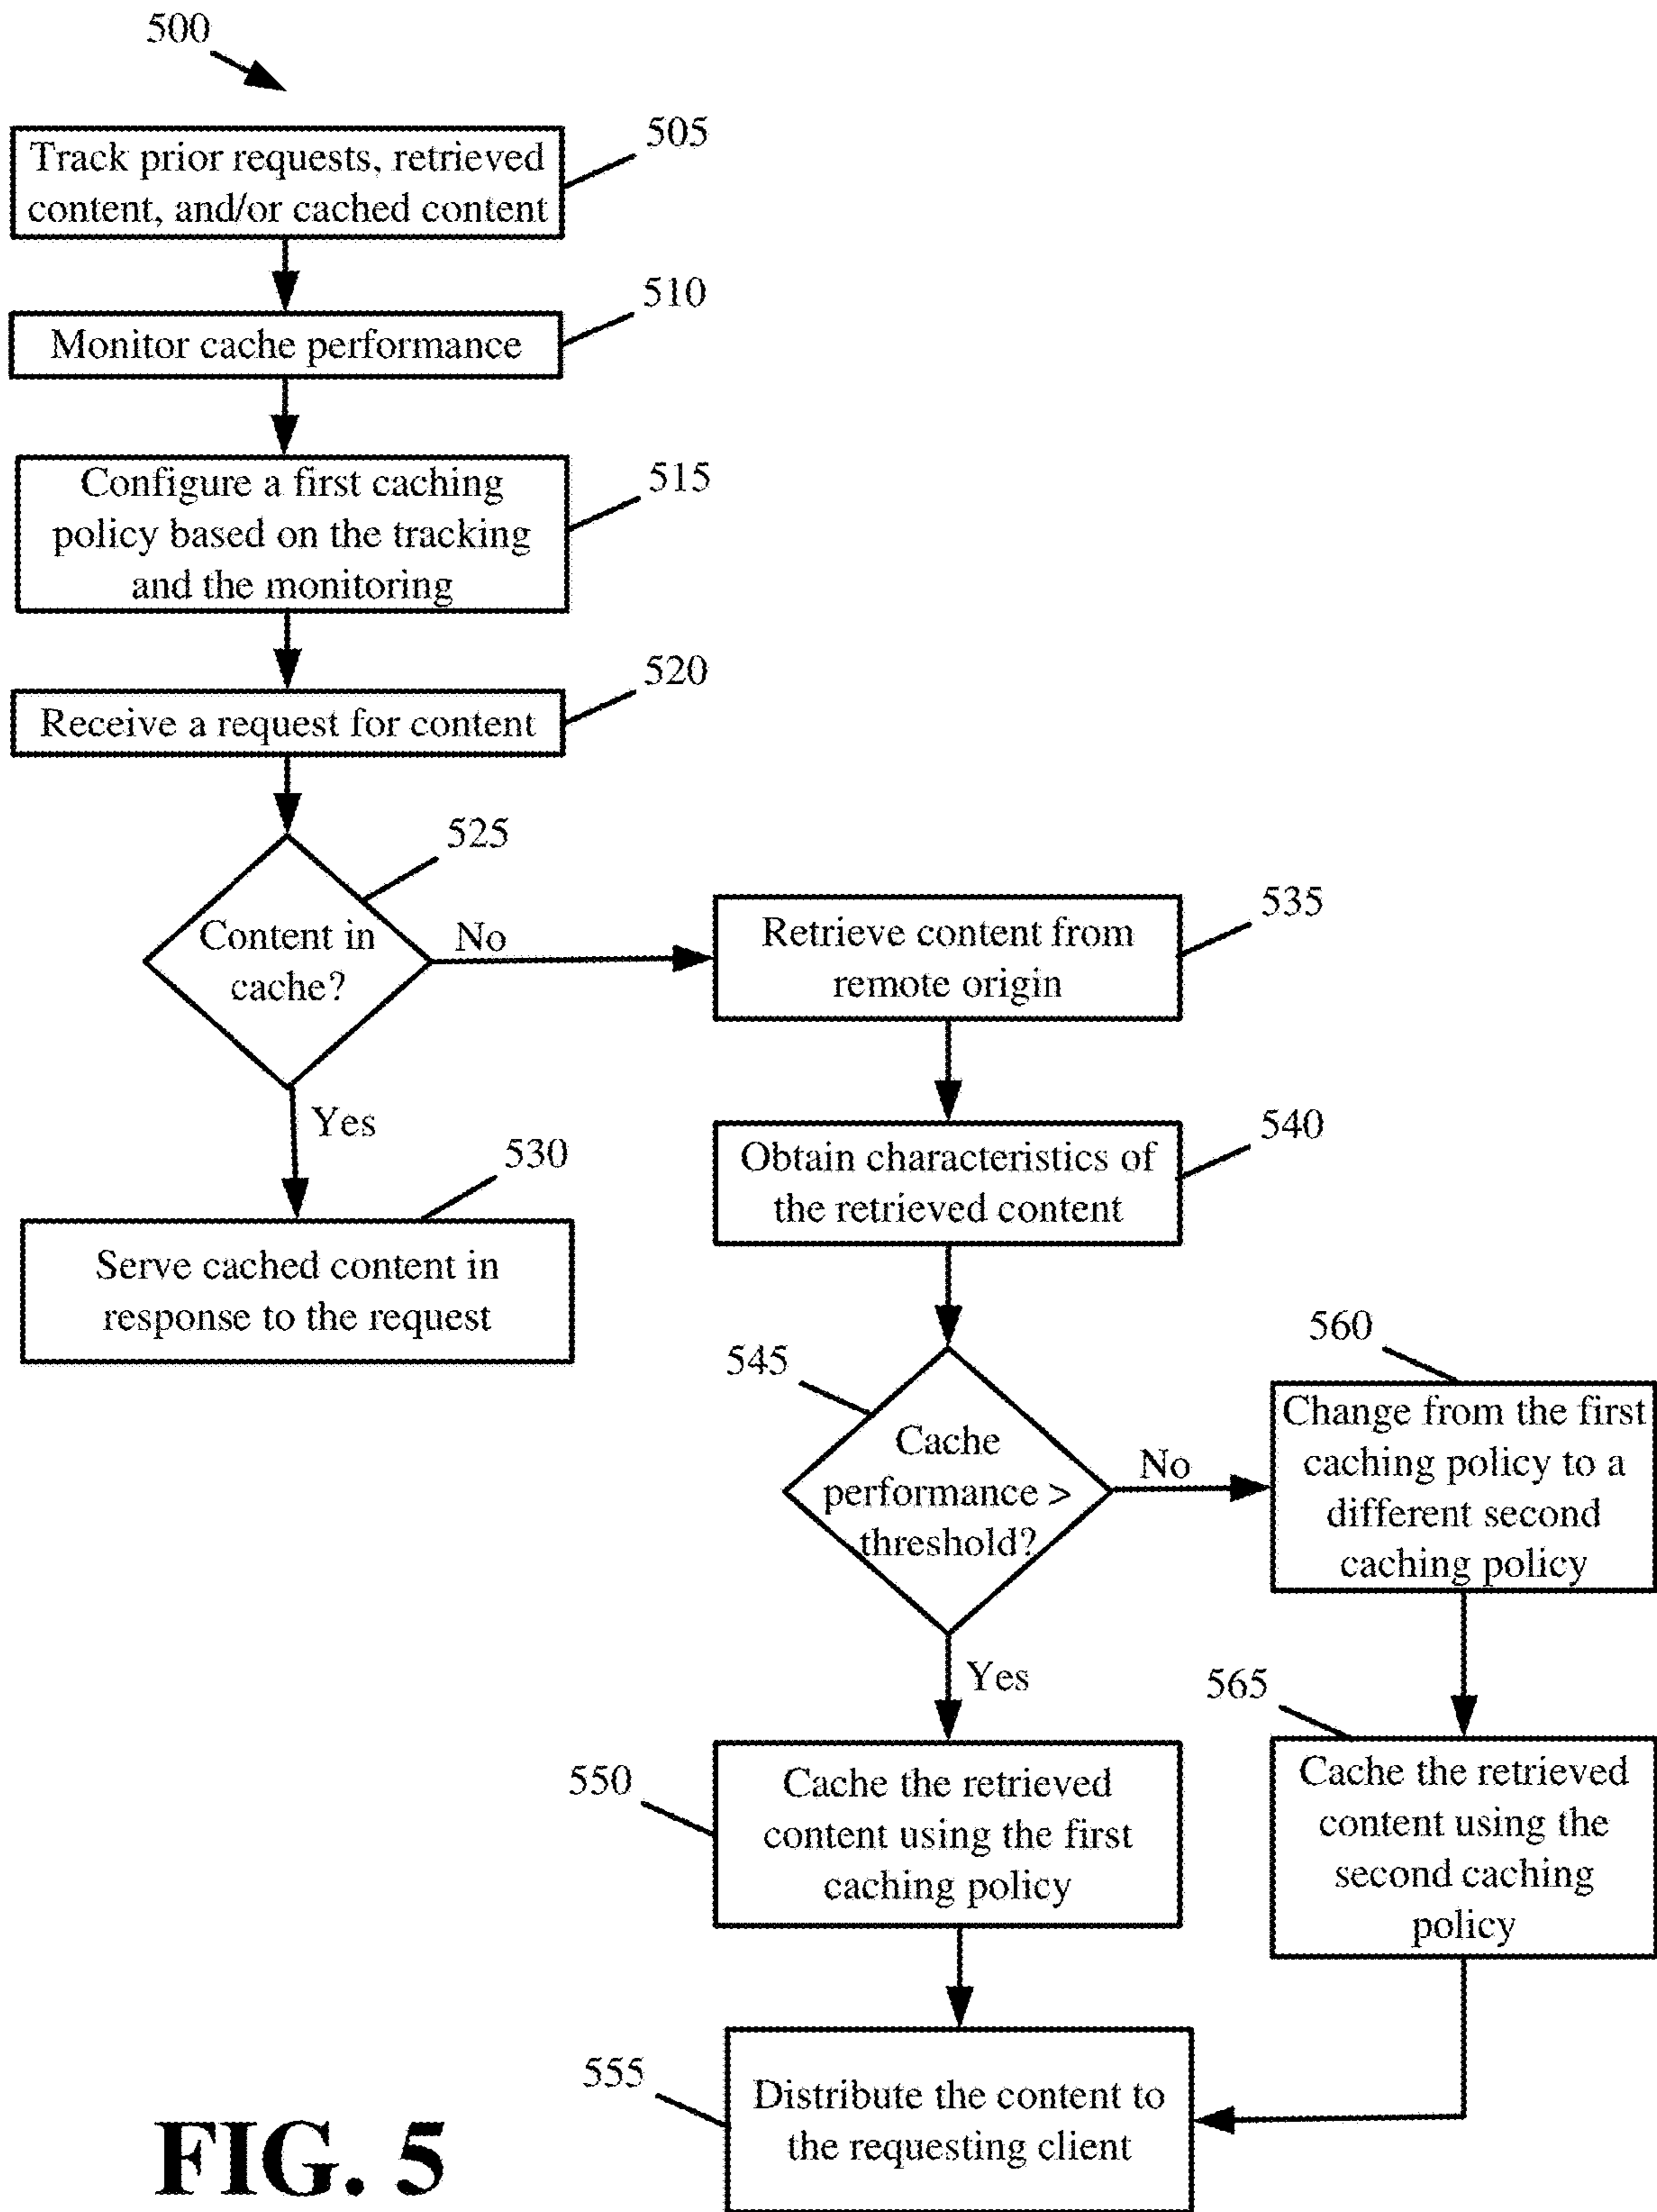 500
505
Track prior requests, retrieved
content, and/or cached content
510
Monitor cache performance
515
Configure a first caching
policy based on the tracking
and the monitoring
520
Receive a request for content
525
Content in
cache?
No
Yes
530
Serve cached content in
response to the request
535
Retrieve content from
remote origin
540
Obtain characteristics of
the retrieved content
545
Cache
performance >
threshold?
No
Yes
560
Change from the first
caching policy to a
different second
caching policy
565
Cache the retrieved
content using the
second caching
policy
550
Cache the retrieved
content using the first
caching policy
555
Distribute the content to
the requesting client
FIG. 5